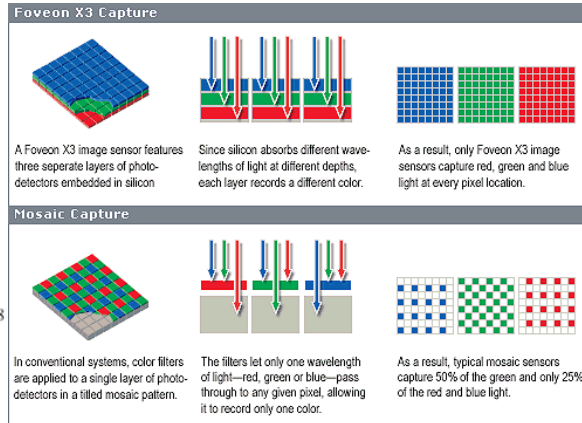 Foveon X3 Capture
A Foveon X3 image sensor features
three seperate layers of photo-
detectors embedded in silicon
Since silicon absorbs different wave-
lengths of light at different depths,
each layer records a different color.
As a result, only Foveon X3 image
sensors capture red, green and blue
light at every pixel location.
Mosaic Capture
In conventional systems, color filters
are applied to a single layer of photo-
detectors in a titled mosaic pattern.
The filters let only one wavelength
of light—red, green or blue—pass
through to any given pixel, allowing
it to record only one color.
As a result, typical mosaic sensors
capture 50% of the green and only 25%
of the red and blue light.